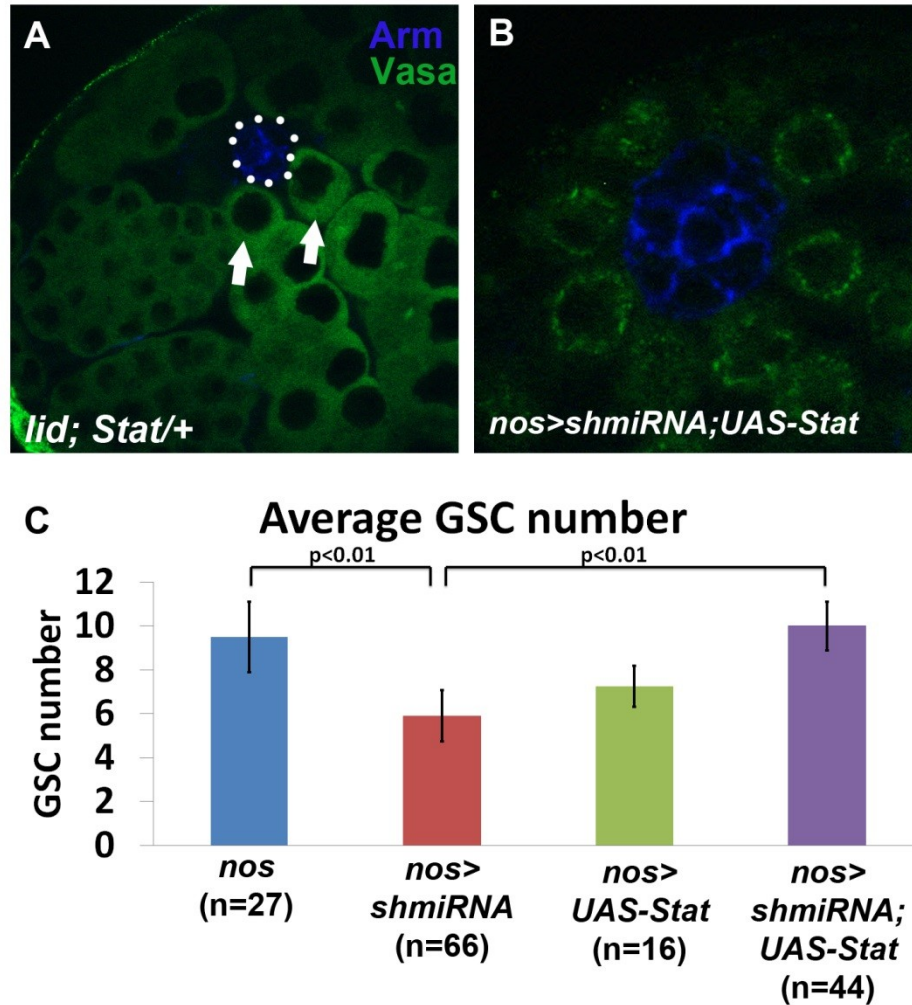 A
Arm
Vasa
lid; Stat/+
B
nos>shmiRNA;UAS-Stat
C
Average GSC number
p<0.01
p<0.01
GSC number
12
10
8
6
4
2
0
nos
(n=27)
nos>
shmiRNA
(n=66)
nos>
UAS-Stat
(n=16)
nos>
shmiRNA;
UAS-Stat
(n=44)